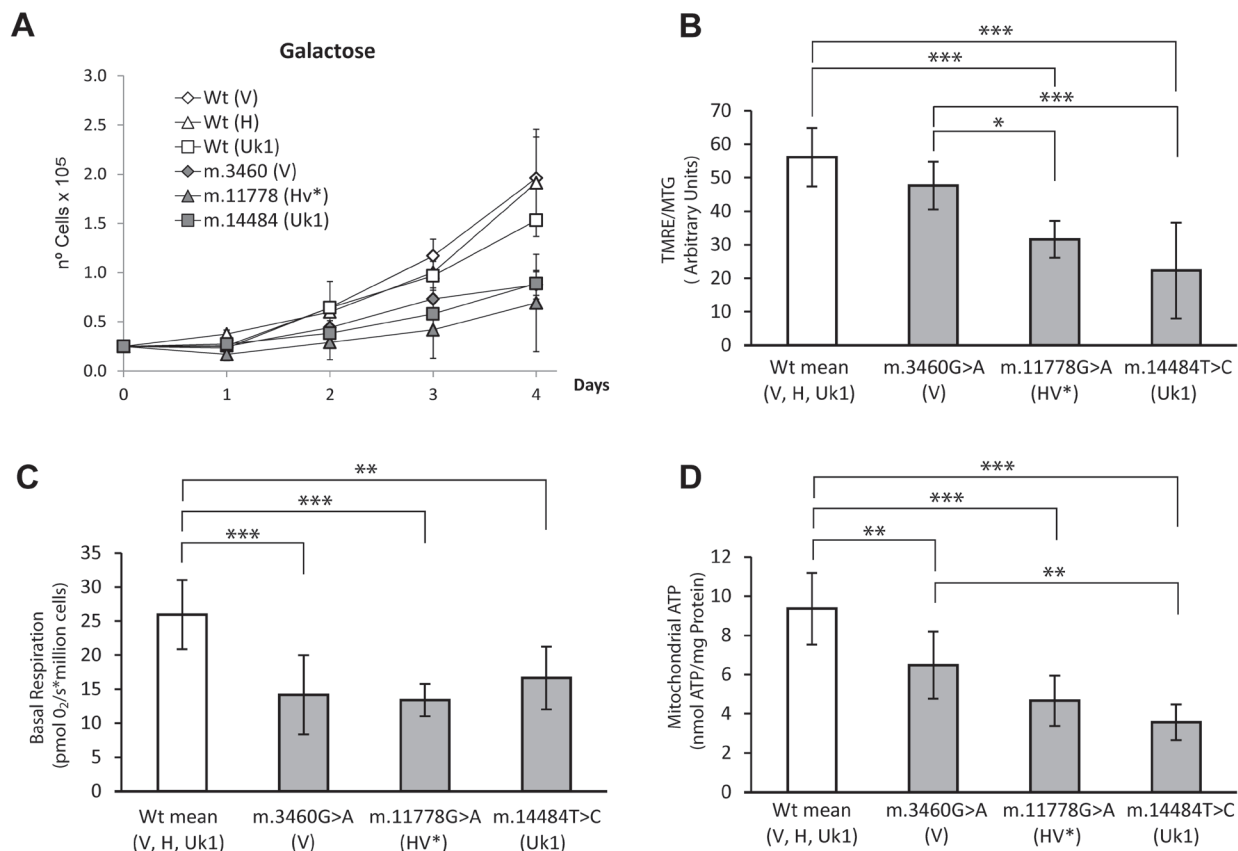 A
Galactose
nº Cells x 10⁵
3.0
2.5
2.0
1.5
1.0
0.5
0.0
Wt (V)
Wt (H)
Wt (Uk1)
m.3460 (V)
m.11778 (Hv*)
m.14484 (Uk1)
0
1
2
3
4
Days
B
***
***
***
*
TMRE/MTG
( Arbitrary Units)
70
60
50
40
30
20
10
0
Wt mean
(V, H, Uk1)
m.3460G>A
(V)
m.11778G>A
(HV*)
m.14484T>C
(Uk1)
C
**
***
***
Basal Respiration
(pmol 0₂/s*million cells)
35
30
25
20
15
10
5
0
Wt mean
(V, H, Uk1)
m.3460G>A
(V)
m.11778G>A
(HV*)
m.14484T>C
(Uk1)
D
***
***
**
**
Mitochondrial ATP
(nmol ATP/mg Protein)
12
10
8
6
4
2
0
Wt mean
(V, H, Uk1)
m.3460G>A
(V)
m.11778G>A
(HV*)
m.14484T>C
(Uk1)